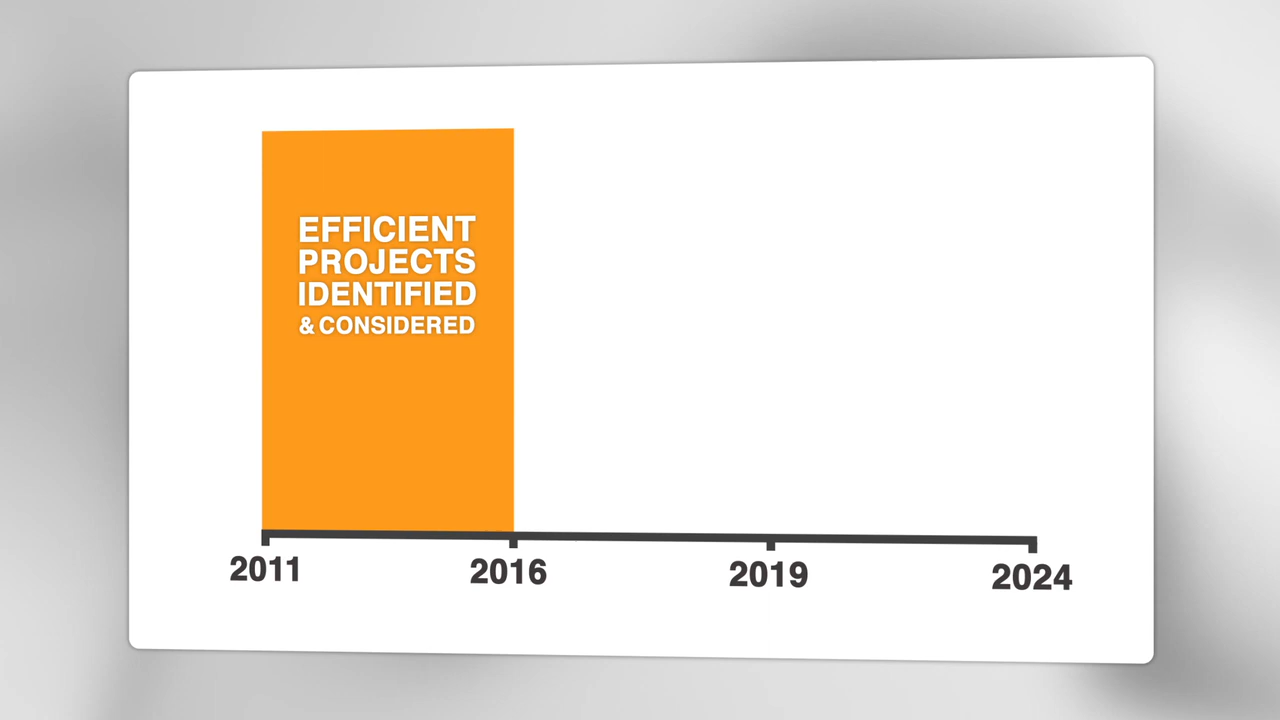 EFFICIENT
PROJECTS
IDENTIFIED
& CONSIDERED
2011 2016 2019 2024